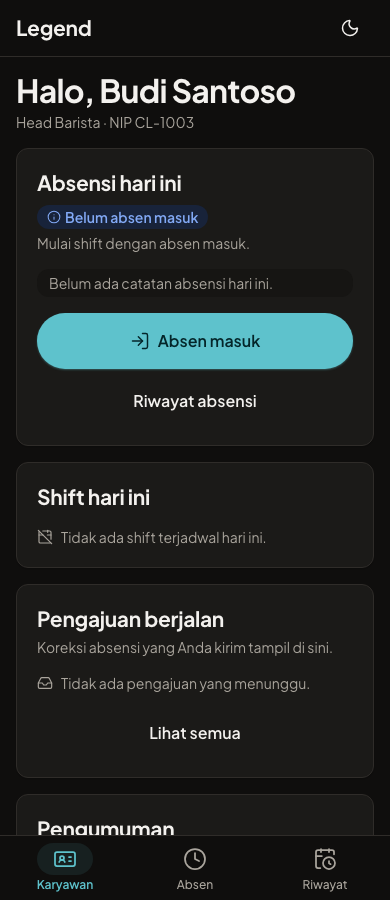 Legend
Halo, Budi Santoso
Head Barista · NIP CL-1003
Absensi hari ini
Belum absen masuk
Mulai shift dengan absen masuk.
Belum ada catatan absensi hari ini.
Absen masuk
Riwayat absensi
Shift hari ini
Tidak ada shift terjadwal hari ini.
Pengajuan berjalan
Koreksi absensi yang Anda kirim tampil di sini.
Tidak ada pengajuan yang menunggu.
Lihat semua
Pengumuman
Karyawan
Absen
Riwayat